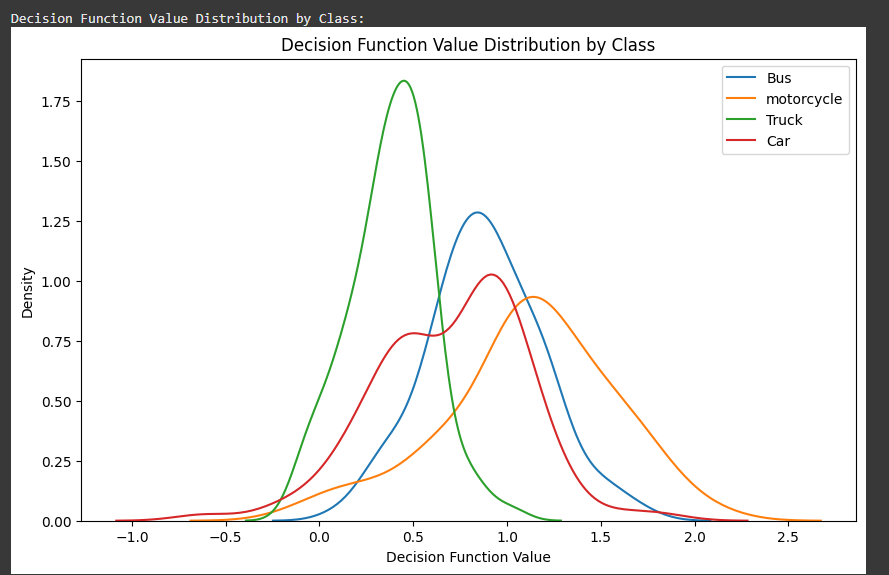 Decision Function Value Distribution by Class:
Decision Function Value Distribution by Class
Bus
motorcycle
Truck
Car
1.75
1.50
1.25
1.00
0.75
0.50
0.25
0.00
Density
−1.0 −0.5 0.0 0.5 1.0 1.5 2.0 2.5
Decision Function Value